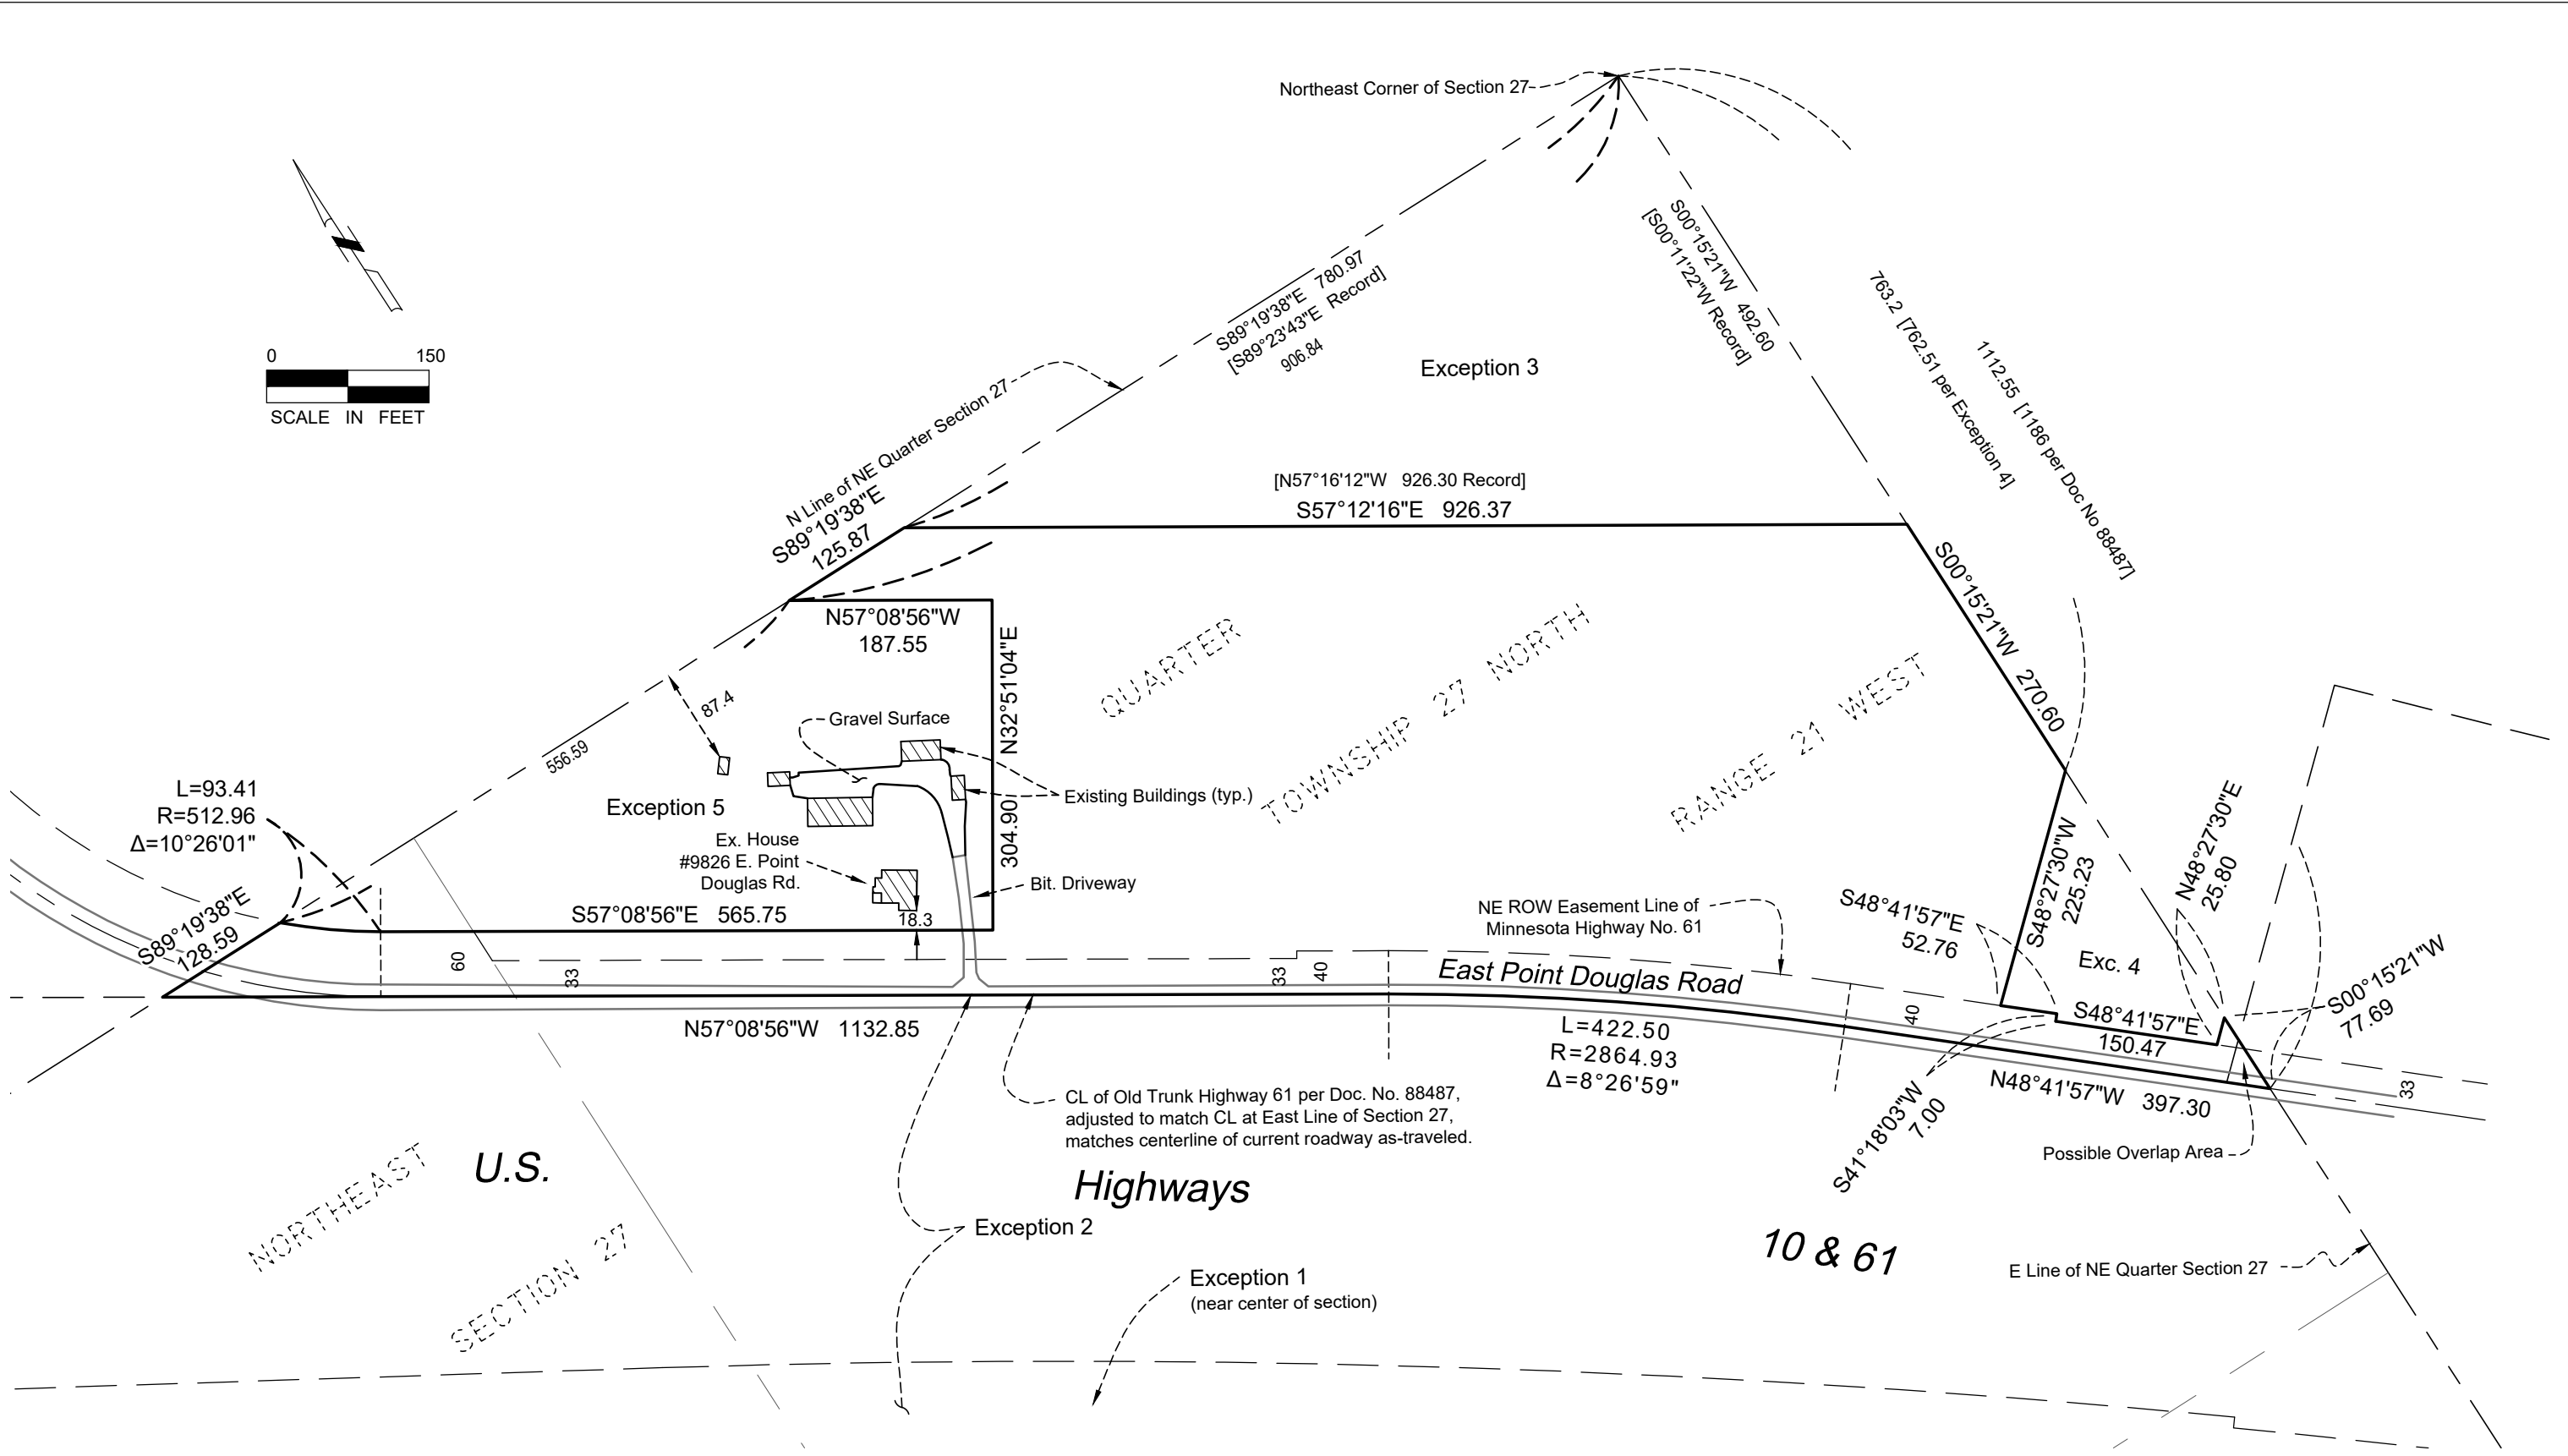 Northeast Corner of Section 27
S00°15'21"W 492.60
[S00°11'22"W Record]
763.2 [762.51 per Exception 4]
1112.55 [1186 per Doc No 88487]
S89°19'38"E 780.97
[S89°23'43"E Record]
906.84
0 150
SCALE IN FEET
Exception 3
N Line of NE Quarter Section 27
S89°19'38"E
125.87
[N57°16'12"W 926.30 Record]
S57°12'16"E 926.37
S00°15'21"W 270.60
N57°08'56"W
187.55
N32°51'04"E
304.90
QUARTER
TOWNSHIP 27 NORTH
RANGE 21 WEST
87.4
Gravel Surface
556.59
Existing Buildings (typ.)
Exception 5
L=93.41
R=512.96
Δ=10°26'01"
Ex. House
#9826 E. Point
Douglas Rd.
Bit. Driveway
18.3
S57°08'56"E 565.75
S89°19'38"E
128.59
60
33
33
40
NE ROW Easement Line of
Minnesota Highway No. 61
East Point Douglas Road
S48°41'57"E
52.76
S48°27'30"W
225.23
N48°27'30"E
25.80
Exc. 4
S00°15'21"W
77.69
S48°41'57"E
150.47
40
33
N57°08'56"W 1132.85
L=422.50
R=2864.93
Δ=8°26'59"
N48°41'57"W 397.30
S41°18'03"W
7.00
Possible Overlap Area
CL of Old Trunk Highway 61 per Doc. No. 88487,
adjusted to match CL at East Line of Section 27,
matches centerline of current roadway as-traveled.
NORTHEAST
SECTION 27
U.S.
Highways
10 & 61
Exception 2
Exception 1
(near center of section)
E Line of NE Quarter Section 27